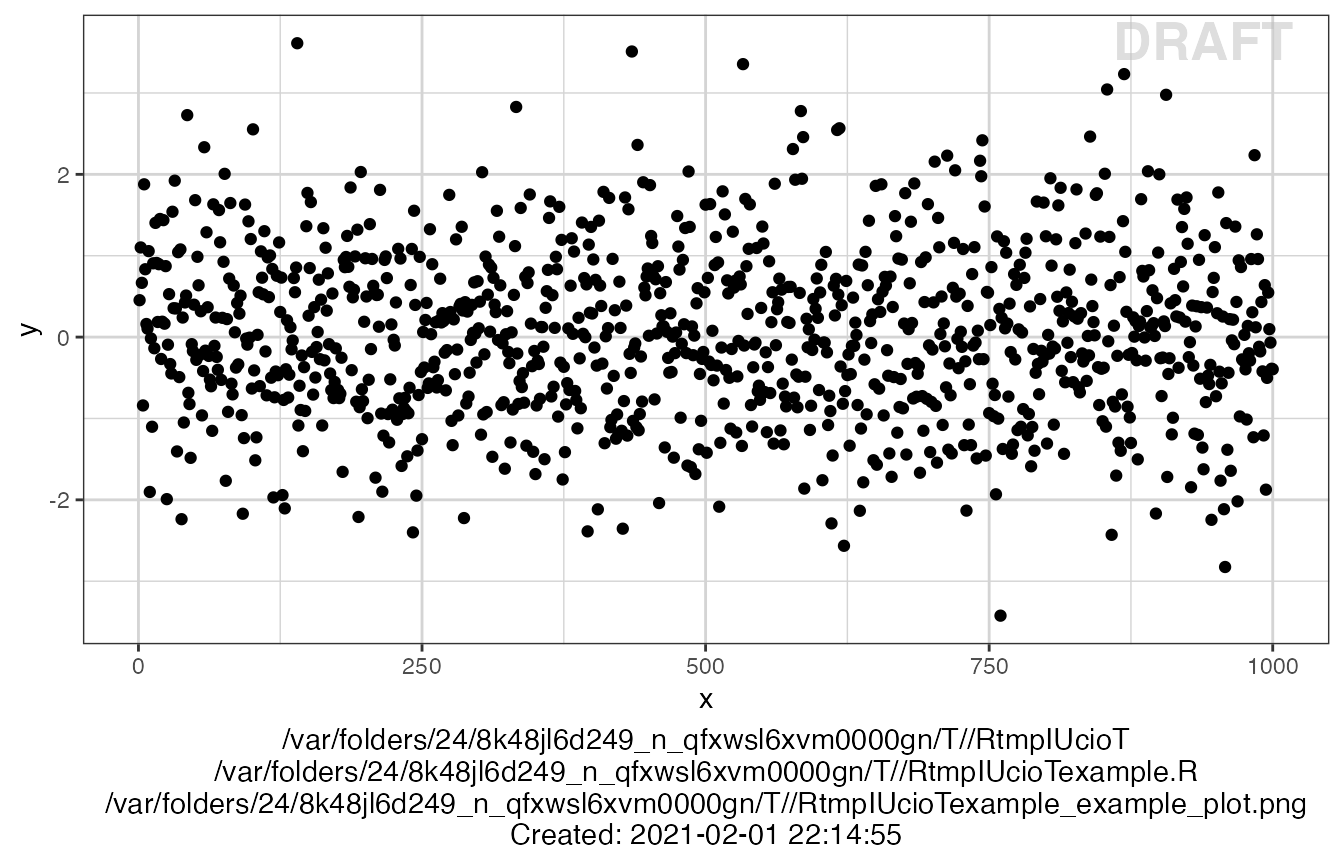 DRAFT
2
0
-2
y
0 250 500 750 1000
x
/var/folders/24/8k48jl6d249_n_qfxwsl6xvm0000gn/T//RtmpIUcioT
/var/folders/24/8k48jl6d249_n_qfxwsl6xvm0000gn/T//RtmpIUcioTexample.R
/var/folders/24/8k48jl6d249_n_qfxwsl6xvm0000gn/T//RtmpIUcioTexample_example_plot.png
Created: 2021-02-01 22:14:55